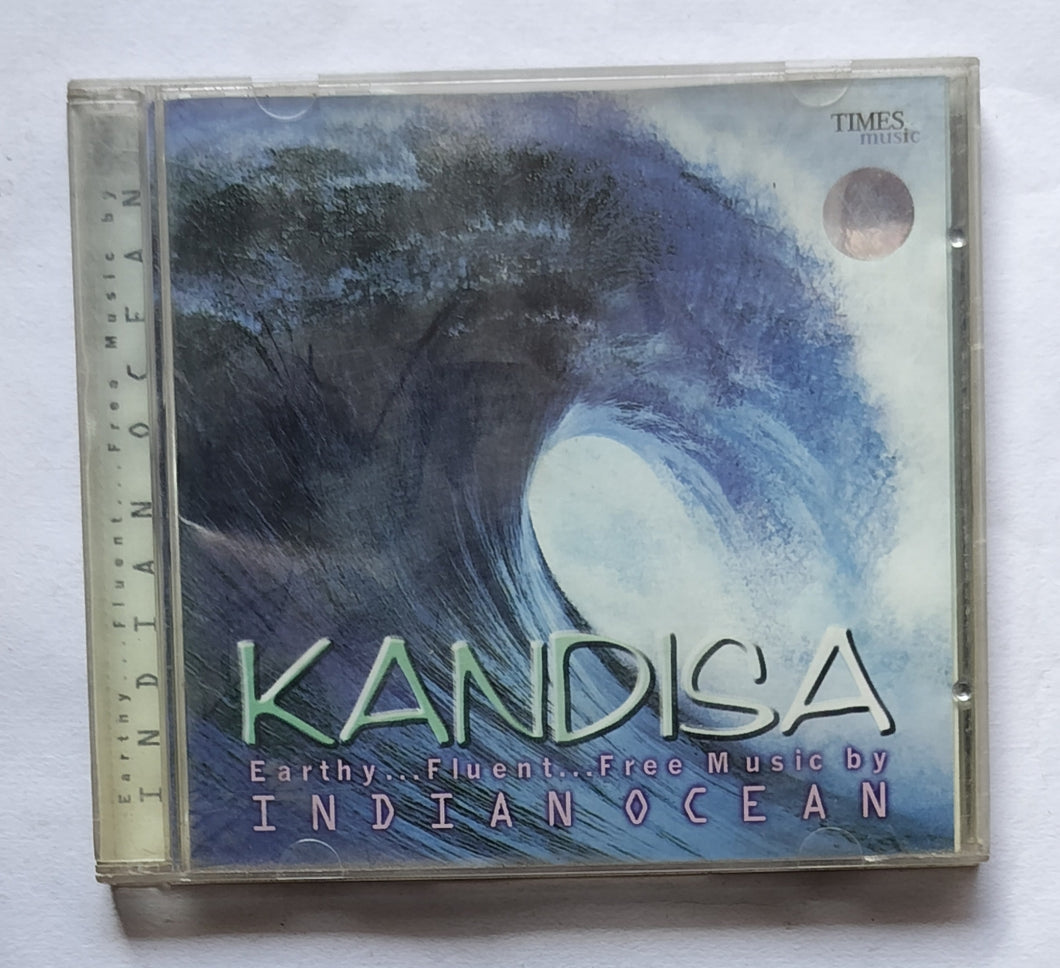 TIMES
music
KANDISA
Earthy...Fluent...Free Music by
INDIAN OCEAN
Earthy...Fluent...Free Music by
INDIAN OCEAN